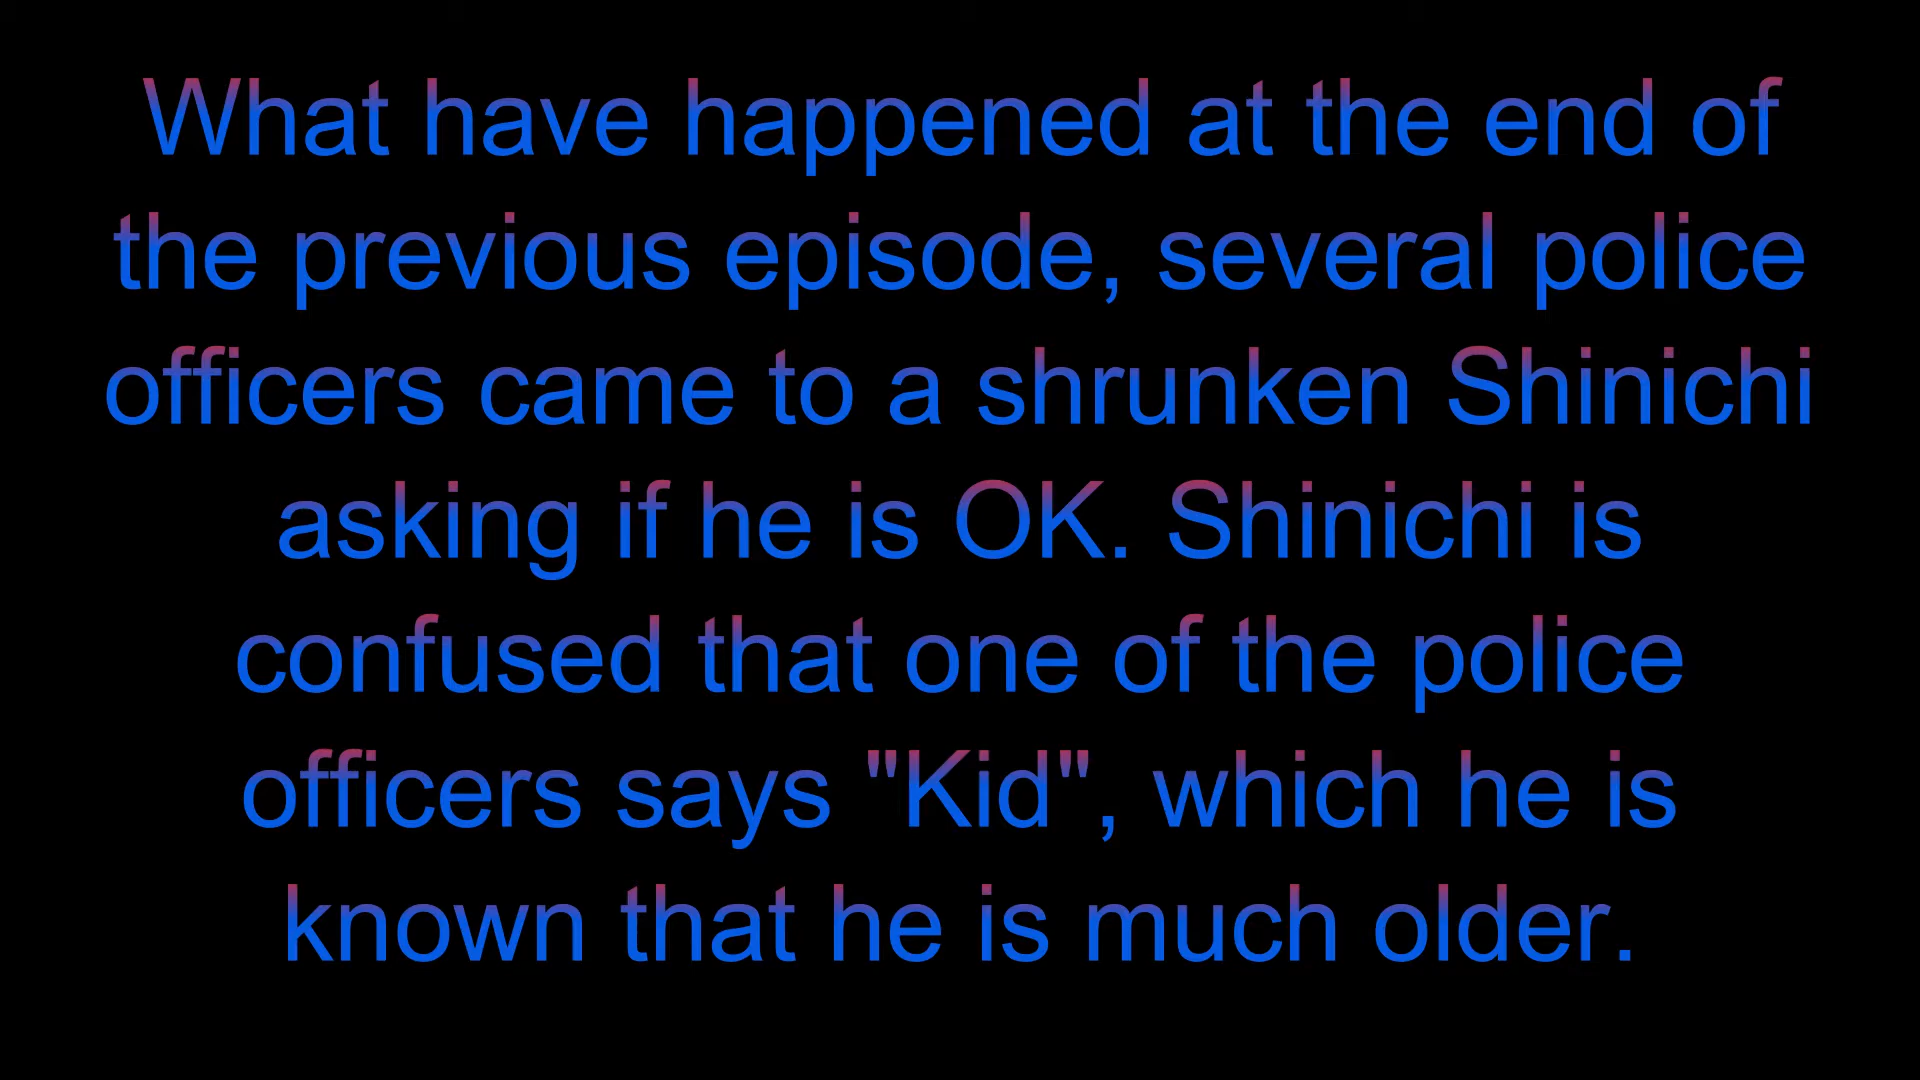 What have happened at the end of
the previous episode, several police
officers came to a shrunken Shinichi
asking if he is OK. Shinichi is
confused that one of the police
officers says "Kid", which he is
known that he is much older.